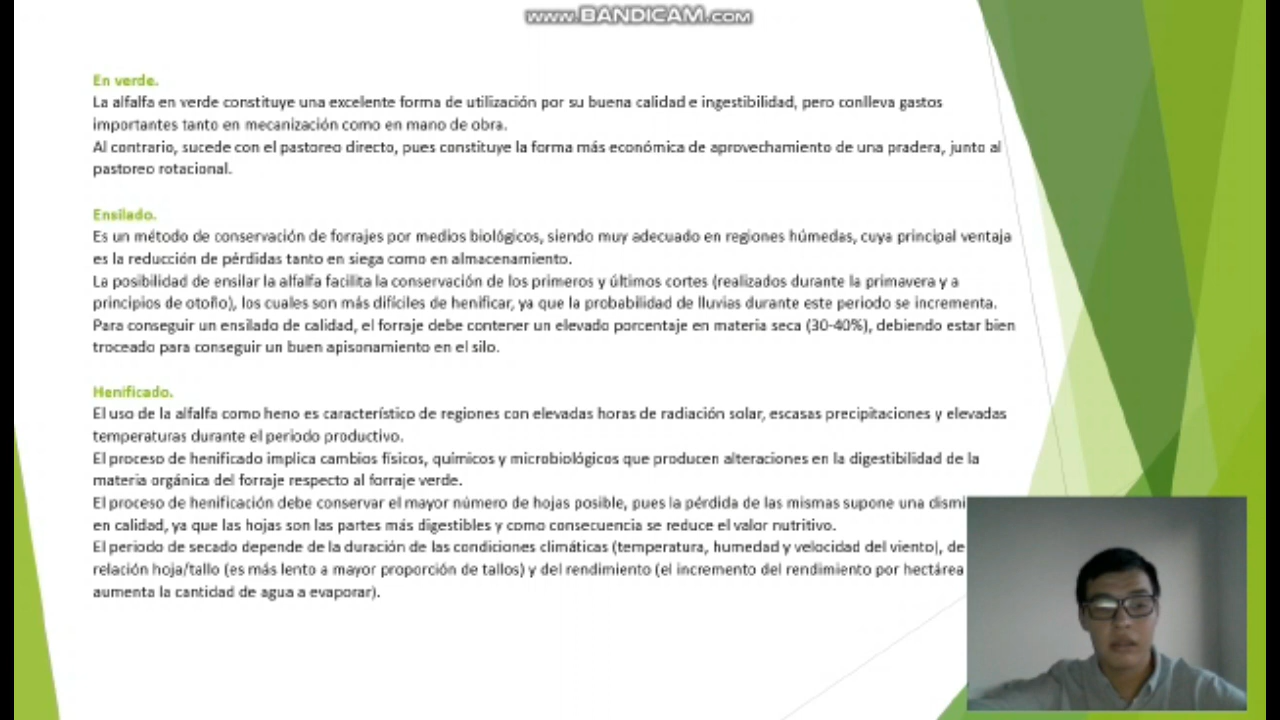 www.BANDICAM.com
En verde.
La alfalfa en verde constituye una excelente forma de utilización por su buena calidad e ingestibilidad, pero conlleva gastos
importantes tanto en mecanización como en mano de obra.
Al contrario, sucede con el pastoreo directo, pues constituye la forma más económica de aprovechamiento de una pradera, junto al
pastoreo rotacional.
Ensilado.
Es un método de conservación de forrajes por medios biológicos, siendo muy adecuado en regiones húmedas, cuya principal ventaja
es la reducción de pérdidas tanto en siega como en almacenamiento.
La posibilidad de ensilar la alfalfa facilita la conservación de los primeros y últimos cortes (realizados durante la primavera y a
principios de otoño), los cuales son más difíciles de henificar, ya que la probabilidad de lluvias durante este periodo se incrementa.
Para conseguir un ensilado de calidad, el forraje debe contener un elevado porcentaje en materia seca (30-40%), debiendo estar bien
troceado para conseguir un buen apisonamiento en el silo.
Henificado.
El uso de la alfalfa como heno es característico de regiones con elevadas horas de radiación solar, escasas precipitaciones y elevadas
temperaturas durante el periodo productivo.
El proceso de henificado implica cambios físicos, químicos y microbiológicos que producen alteraciones en la digestibilidad de la
materia orgánica del forraje respecto al forraje verde.
El proceso de henificación debe conservar el mayor número de hojas posible, pues la pérdida de las mismas supone una dismi
en calidad, ya que las hojas son las partes más digestibles y como consecuencia se reduce el valor nutritivo.
El periodo de secado depende de la duración de las condiciones climáticas (temperatura, humedad y velocidad del viento), de
relación hoja/tallo (es más lento a mayor proporción de tallos) y del rendimiento (el incremento del rendimiento por hectárea
aumenta la cantidad de agua a evaporar).